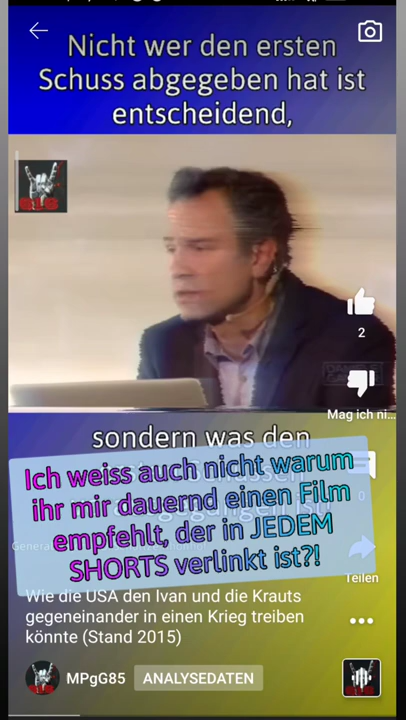 Nicht wer den ersten
Schuss abgegeben hat ist
entscheidend,
GLG
2
Mag ich ni...
sondern was den
Ich weiss auch nicht warum
ihr mir dauernd einen Film
empfehlt, der in JEDEM
SHORTS verlinkt ist?!
0
Teilen
Wie die USA den Ivan und die Krauts
gegeneinander in einen Krieg treiben
könnte (Stand 2015)
MPgG85
ANALYSEDATEN